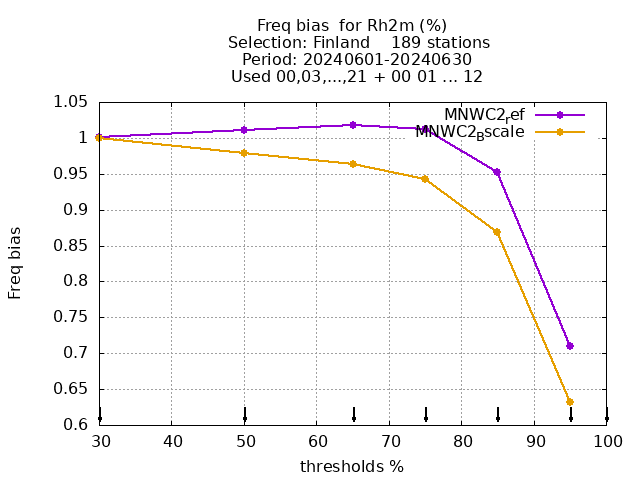 Freq bias  for Rh2m (%)
Selection: Finland    189 stations
Period: 20240601-20240630
Used 00,03,...,21 + 00 01 ... 12
MNWC2ref
MNWC2Bscale
1.05
1
0.95
0.9
0.85
0.8
0.75
0.7
0.65
0.6
Freq bias
30 40 50 60 70 80 90 100
thresholds %